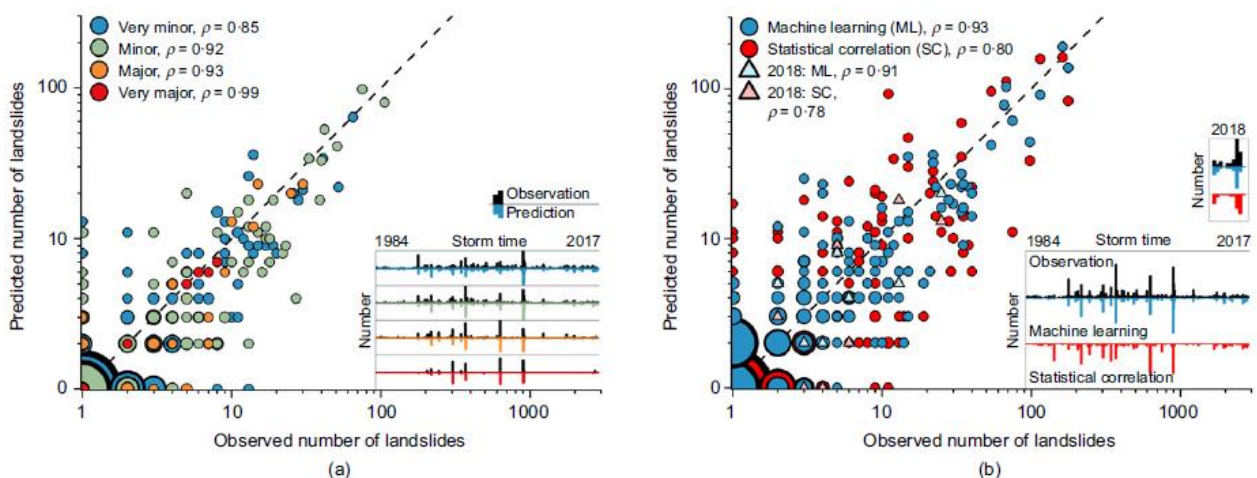 Very minor, ρ = 0·85
Minor, ρ = 0·92
Major, ρ = 0·93
Very major, ρ = 0·99
Predicted number of landslides
100
10
0
Observation
Prediction
1984 Storm time 2017
Number
1 10 100 1000
Observed number of landslides
(a)
Machine learning (ML), ρ = 0·93
Statistical correlation (SC), ρ = 0·80
2018: ML, ρ = 0·91
2018: SC,
ρ = 0·78
Predicted number of landslides
100
10
0
2018
Number
1984 Storm time 2017
Observation
Number
Machine learning
Statistical correlation
1 10 100 1000
Observed number of landslides
(b)